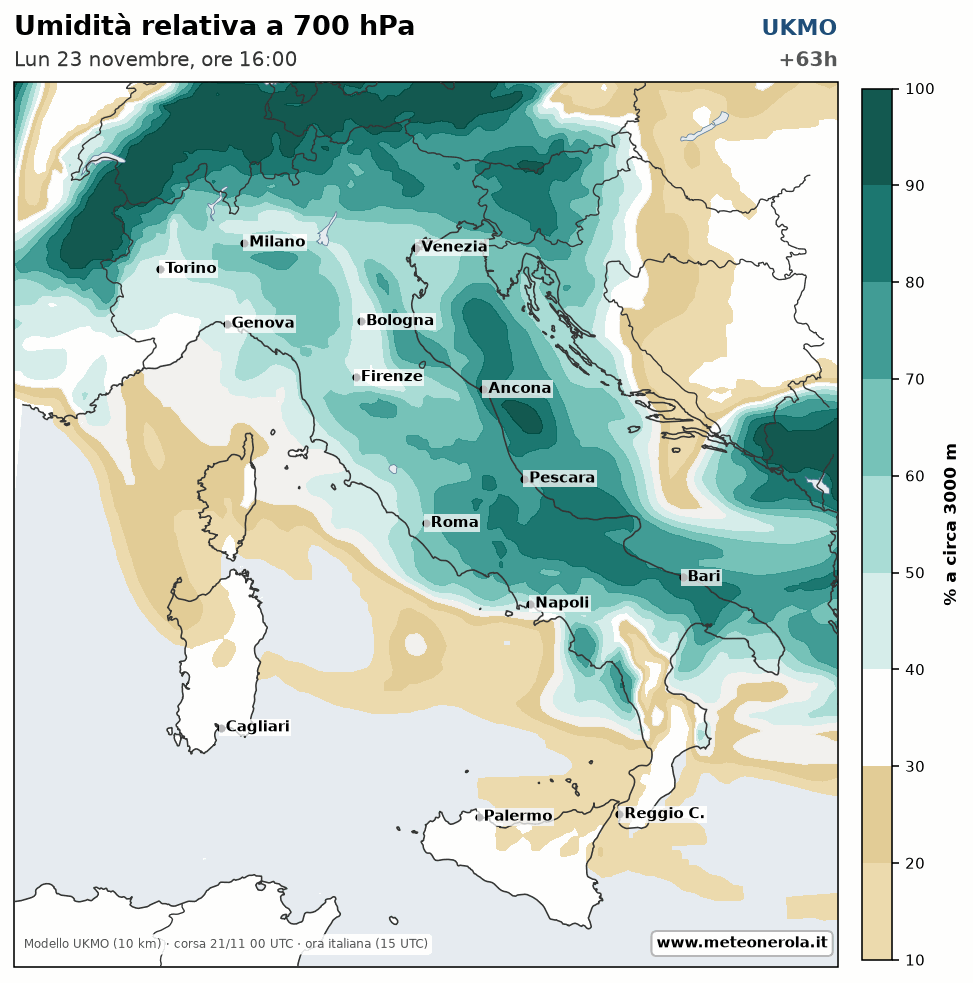 Umidità relativa a 700 hPa
UKMO
Lun 23 novembre, ore 16:00
+63h
100
90
80
70
60
50
40
30
20
10
% a circa 3000 m
Milano
Venezia
Torino
Genova
Bologna
Firenze
Ancona
Pescara
Roma
Bari
Napoli
Cagliari
Palermo
Reggio C.
Modello UKMO (10 km) · corsa 21/11 00 UTC · ora italiana (15 UTC)
www.meteonerola.it